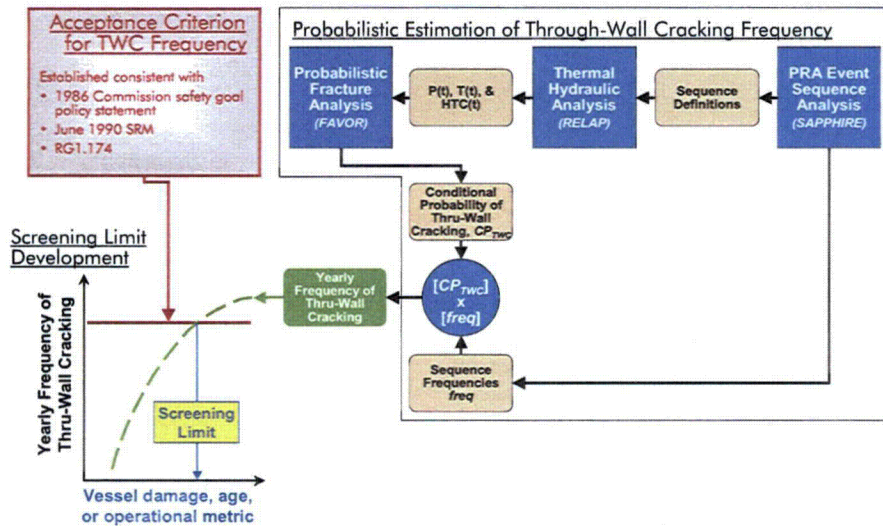 Acceptance Criterion
for TWC Frequency
Established consistent with
• 1986 Commission safety goal
policy statement
• June 1990 SRM
• RG1.174
Probabilistic Estimation of Through-Wall Cracking Frequency
Probabilistic
Fracture
Analysis
(FAVOR)
P(t), T(t), &
HTC(t)
Thermal
Hydraulic
Analysis
(RELAP)
Sequence
Definitions
PRA Event
Sequence
Analysis
(SAPPHIRE)
Conditional
Probability of
Thru-Wall
Cracking, CPTWC
[CPTWC]
x
[freq]
Yearly
Frequency of
Thru-Wall
Cracking
Sequence
Frequencies
freq
Screening Limit
Development
Yearly Frequency of
Thru-Wall Cracking
Screening
Limit
Vessel damage, age,
or operational metric